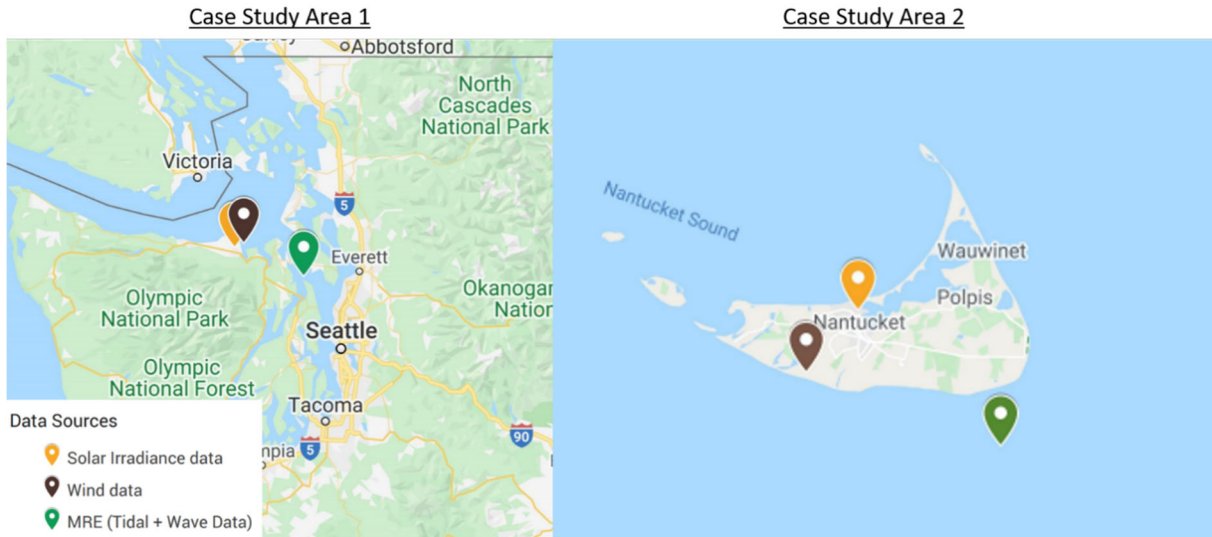 Case Study Area 1
Case Study Area 2
Abbotsford
North
Cascades
National Park
Victoria
5
Everett
Olympic
National Park
Okanogan
Nation
Seattle
Olympic
National Forest
Tacoma
90
5
mpia
Data Sources
Solar Irradiance data
Wind data
MRE (Tidal + Wave Data)
Nantucket Sound
Wauwinet
Polpis
Nantucket